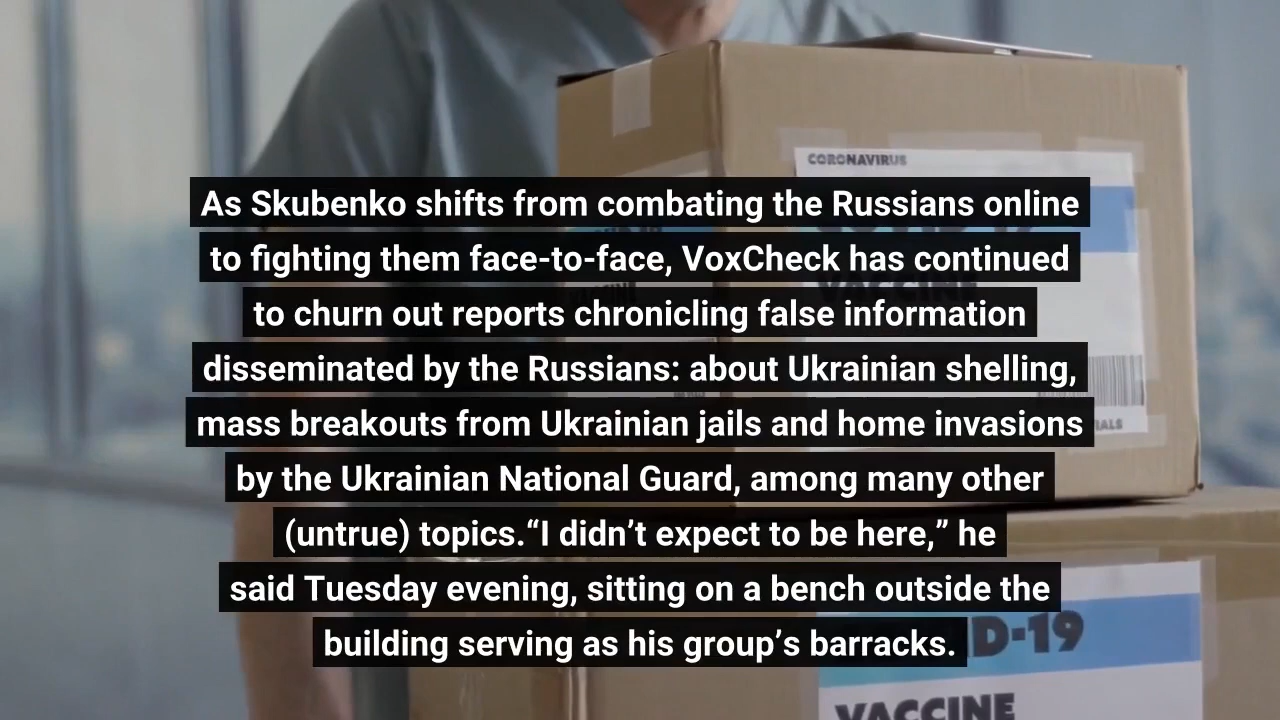 CORONAVIRUS
As Skubenko shifts from combating the Russians online
to fighting them face-to-face, VoxCheck has continued
to churn out reports chronicling false information
disseminated by the Russians: about Ukrainian shelling,
mass breakouts from Ukrainian jails and home invasions
by the Ukrainian National Guard, among many other
(untrue) topics.“I didn’t expect to be here,” he
said Tuesday evening, sitting on a bench outside the
building serving as his group’s barracks.
D-19
VACCINE